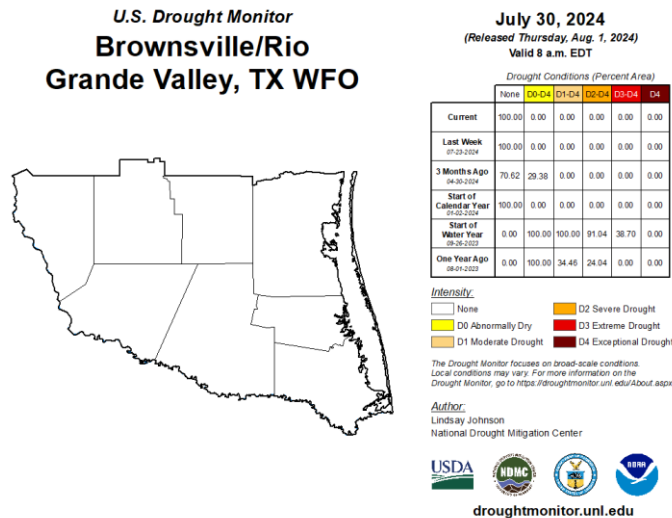 U.S. Drought Monitor
Brownsville/Rio
Grande Valley, TX WFO
July 30, 2024
(Released Thursday, Aug. 1, 2024)
Valid 8 a.m. EDT
Drought Conditions (Percent Area)
None D0-D4 D1-D4 D2-D4 D3-D4 D4
Current 100.00 0.00 0.00 0.00 0.00 0.00
Last Week
07-23-2024 100.00 0.00 0.00 0.00 0.00 0.00
3 Months Ago
04-30-2024 70.62 29.38 0.00 0.00 0.00 0.00
Start of
Calendar Year
01-02-2024 100.00 0.00 0.00 0.00 0.00 0.00
Start of
Water Year
09-26-2023 0.00 100.00 100.00 91.04 38.70 0.00
One Year Ago
08-01-2023 0.00 100.00 34.46 24.04 0.00 0.00
Intensity:
None
D0 Abnormally Dry
D1 Moderate Drought
D2 Severe Drought
D3 Extreme Drought
D4 Exceptional Drought
The Drought Monitor focuses on broad-scale conditions.
Local conditions may vary. For more information on the
Drought Monitor, go to https://droughtmonitor.unl.edu/About.aspx
Author:
Lindsay Johnson
National Drought Mitigation Center
USDA
NDMC
NOAA
droughtmonitor.unl.edu